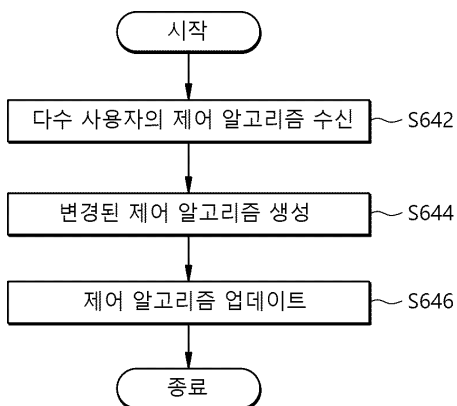 시작
다수 사용자의 제어 알고리즘 수신
S642
변경된 제어 알고리즘 생성
S644
제어 알고리즘 업데이트
S646
종료